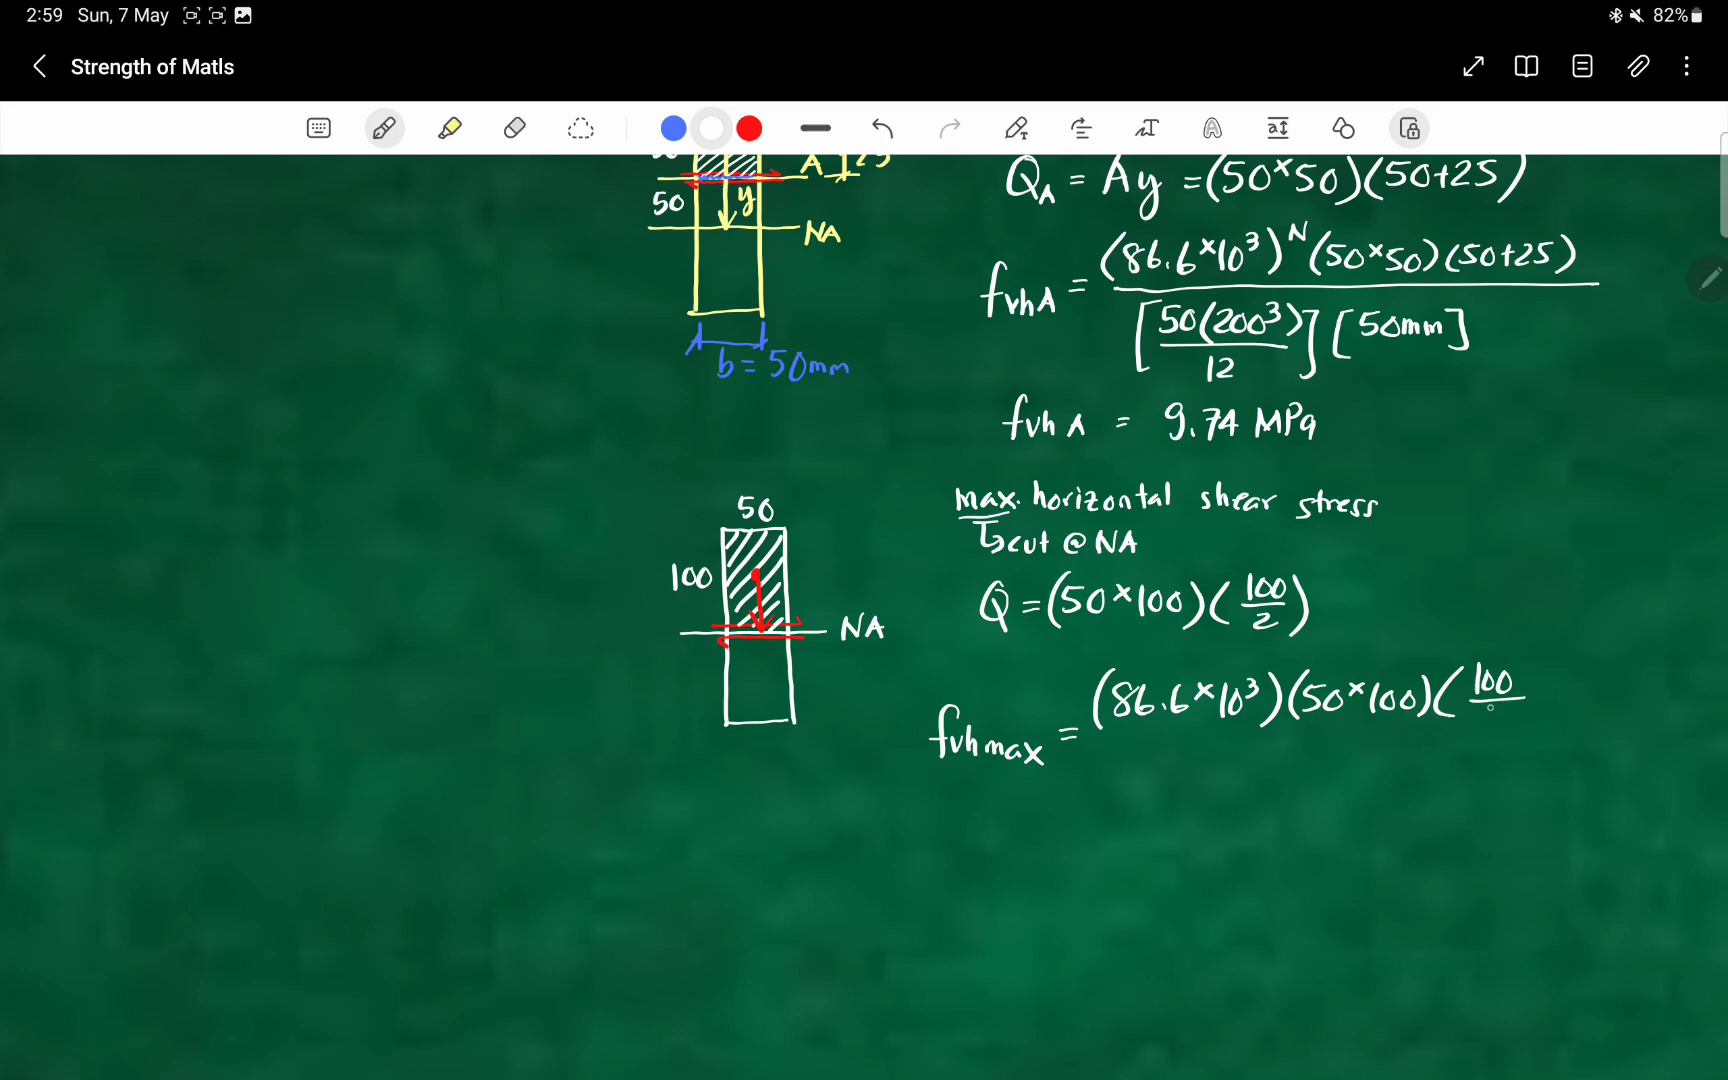 2:59 Sun, 7 May
82%
Strength of Matls
A
50
y
NA
b = 50mm
Q_A = Ay = (50×50)(50+25)
f_vhA = (86.6×10³)ᴺ(50×50)(50+25)
[50(200³)/12][50mm]
f_vhA = 9.74 MPa
max. horizontal shear stress
↳cut @ NA
50
100
NA
Q = (50×100)(100/2)
f_vh max = (86.6×10³)(50×100)(100